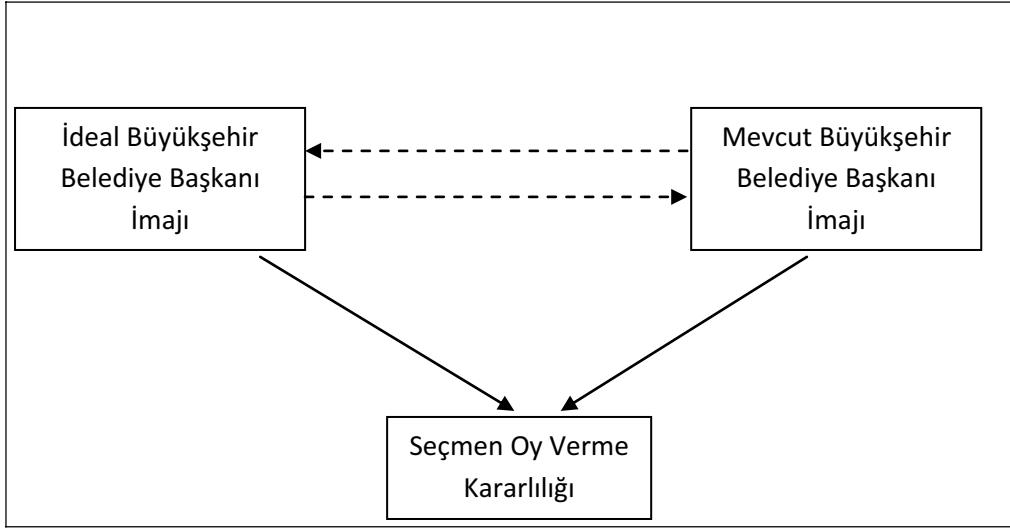 İdeal Büyükşehir
Belediye Başkanı
İmajı
Mevcut Büyükşehir
Belediye Başkanı
İmajı
Seçmen Oy Verme
Kararlılığı